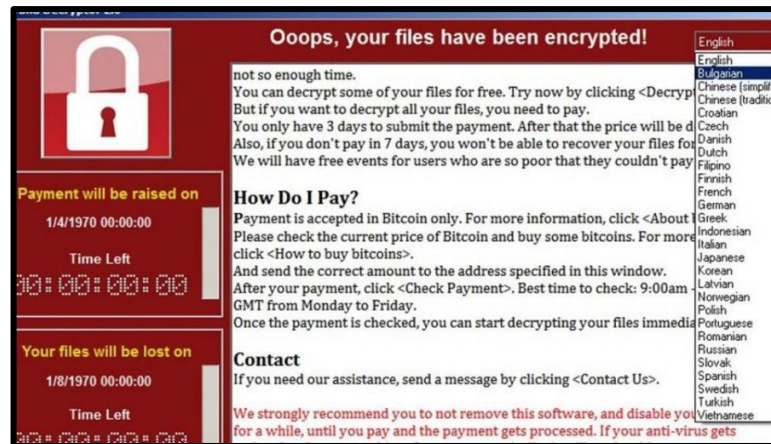 Decryptor 2.0
Ooops, your files have been encrypted!
English
not so enough time.
You can decrypt some of your files for free. Try now by clicking <Decryp
But if you want to decrypt all your files, you need to pay.
You only have 3 days to submit the payment. After that the price will be d
Also, if you don't pay in 7 days, you won't be able to recover your files for
We will have free events for users who are so poor that they couldn't pay
How Do I Pay?
Payment is accepted in Bitcoin only. For more information, click <About
Please check the current price of Bitcoin and buy some bitcoins. For more
click <How to buy bitcoins>.
And send the correct amount to the address specified in this window.
After your payment, click <Check Payment>. Best time to check: 9:00am -
GMT from Monday to Friday.
Once the payment is checked, you can start decrypting your files immedia
Contact
If you need our assistance, send a message by clicking <Contact Us>.
We strongly recommend you to not remove this software, and disable you
for a while, until you pay and the payment gets processed. If your anti-virus gets
Payment will be raised on
1/4/1970 00:00:00
Time Left
00:00:00:00
Your files will be lost on
1/8/1970 00:00:00
Time Left
00:00:00:00
English
Bulgarian
Chinese (simplif
Chinese (traditio
Croatian
Czech
Danish
Dutch
Filipino
Finnish
French
German
Greek
Indonesian
Italian
Japanese
Korean
Latvian
Norwegian
Polish
Portuguese
Romanian
Russian
Slovak
Spanish
Swedish
Turkish
Vietnamese